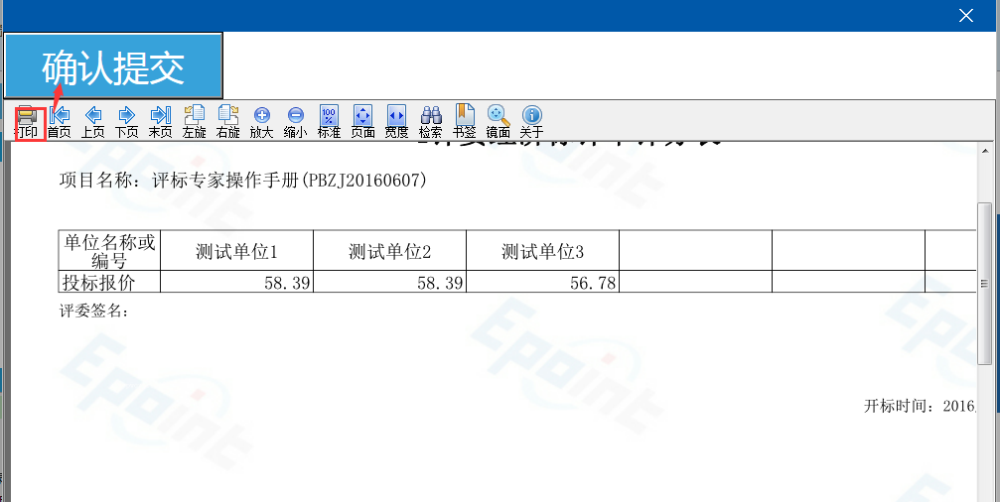 确认提交
打印 首页 上页 下页 末页 左旋 右旋 放大 缩小 标准 页面 宽度 检索 书签 镜面 关于
项目名称：评标专家操作手册(PBZJ20160607)
单位名称或编号 测试单位1 测试单位2 测试单位3
投标报价 58.39 58.39 56.78
评委签名：
开标时间：2016
Epoint
Epoint
Epoint
Epoint